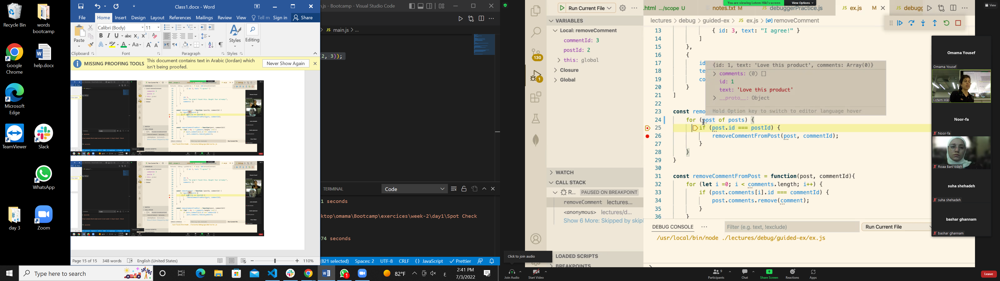 Recycle Bin
words bootcamp
Google Chrome
help.docx
Microsoft Edge
TeamViewer
Slack
WhatsApp
day 3
Zoom
Class1.docx - Word
File Home Insert Design Layout References Mailings Review View Tell m Sign in Share
Calibri (Body) 11
Paste
Styles
Editing
Clipboard Font Paragraph Styles
MISSING PROOFING TOOLS This document contains text in Arabic (Jordan) which isn't being proofed. Never Show Again
Page 15 of 15 348 words English (United States) 110%
.js - Bootcamp - Visual Studio Code
JS main.js > ...
2, 3));
TERMINAL Code
1 seconds
ktop\omama\Bootcamp\exercices\week-2\day1\Spot Check
74 seconds
(821 selected) Spaces: 2 UTF-8 CRLF {} JavaScript Prettier
Type here to search
82°F
ع
2:41 PM
7/3/2022
You are viewing Lotem Hiki's screen View Options
View
Run Current File
.html .../scope U notes.txt M debuggerPractice.js JS ex.js M debugg
lectures > debug > guided-ex > JS ex.js > removeComment
VARIABLES
Local: removeComment
commentId: 3
postId: 2
this: global
Closure
Global
WATCH
CALL STACK
R... PAUSED ON BREAKPOINT
removeComment lectures...
<anonymous> lectures/d...
Show 6 More: Skipped by skip
LOADED SCRIPTS
BREAKPOINTS
130
1
13 { id: 3, text: "I agree!" }
14 ]
15 },
16 {
17 id
18 te
19 co
20 }
21 ]
22
23 const remo
24 for (post of posts) {
25 if (post.id === postId) {
26 removeCommentFromPost(post, commentId);
27 }
28 }
29 }
30
31 const removeCommentFromPost = function(post, commentId){
32 for (let i =0; i < comments.length; i++) {
33 if (post.comments[i].id === commentId) {
34 post.comments.remove(comment);
35 }
36 }
{id: 1, text: 'Love this product', comments: Array(0)}
comments: (0) []
id: 1
text: 'Love this product'
__proto__: Object
Hold Option key to switch to editor language hover
DEBUG CONSOLE ... Filter (e.g. text, !exclude) Run Current File
/usr/local/bin/node ./lectures/debug/guided-ex/ex.js
Omama Yousef
Omama Yousef
Lotem Hiki
Noor-fa
Noor-fa
Roaa Bani odeh
suha shehadeh
suha shehadeh
bashar ghannam
bashar ghannam
Click to join audio
Join Audio Start Video Participants 9 Chat Share Screen Reactions Apps Leave